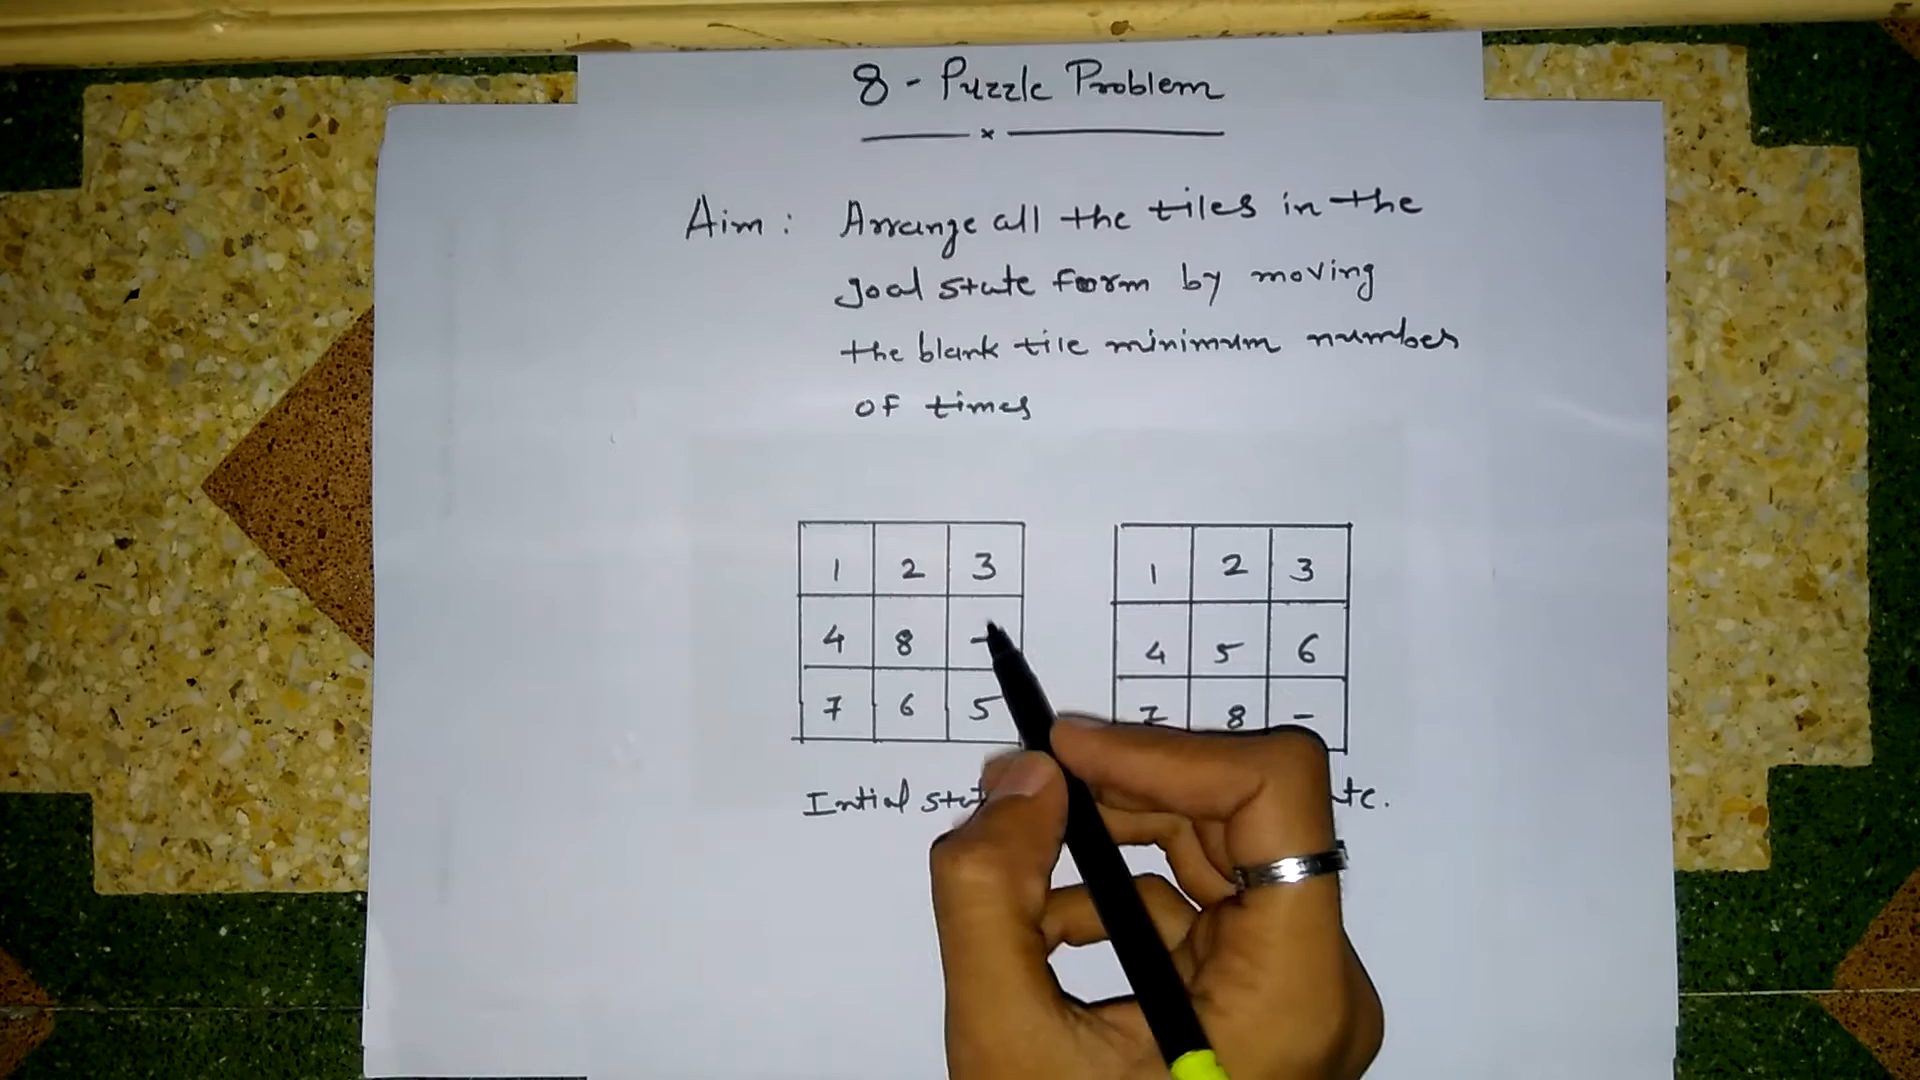 8 - Puzzle Problem
x
Aim : Arrange all the tiles in the
goal state form by moving
the blank tile minimum number
of times
1 2 3
4 8 -
7 6 5
1 2 3
4 5 6
7 8 -
Intial